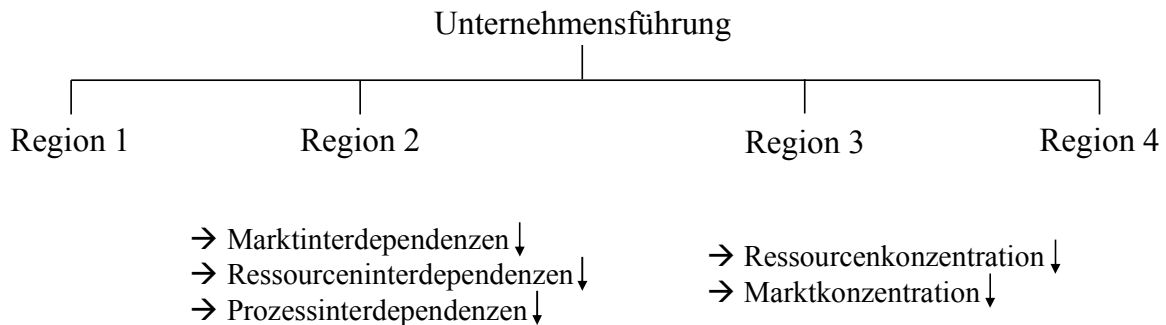 Unternehmensführung
Region 1 Region 2 Region 3 Region 4
→ Marktinterdependenzen↓
→ Ressourceninterdependenzen↓
→ Prozessinterdependenzen↓
→ Ressourcenkonzentration↓
→ Marktkonzentration↓